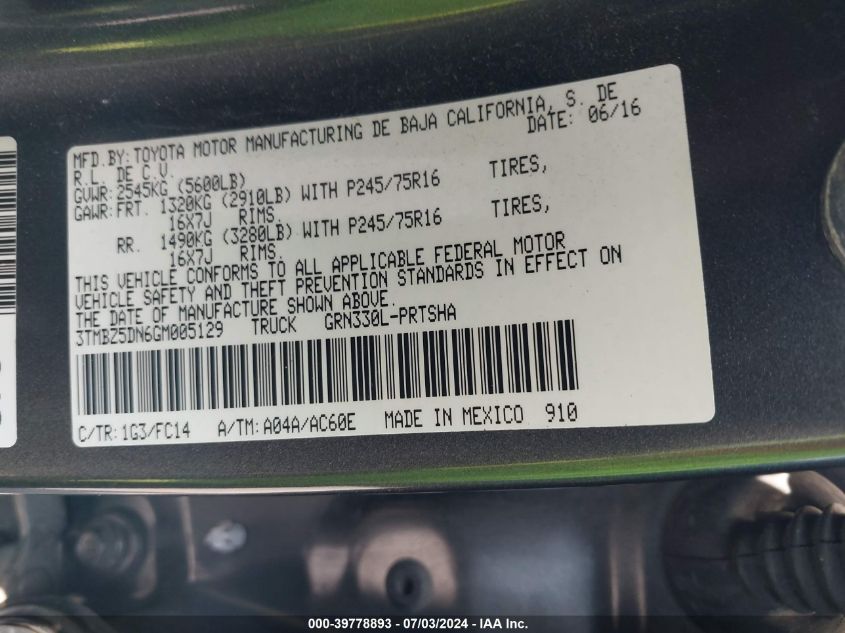 MFD.BY: TOYOTA MOTOR MANUFACTURING DE BAJA CALIFORNIA, S. DE
R.L. DE C.V. DATE: 06/16
GVWR: 2545KG (5600LB)
GAWR: FRT. 1320KG (2910LB) WITH P245/75R16 TIRES,
16X7J RIMS.
RR. 1490KG (3280LB) WITH P245/75R16 TIRES,
16X7J RIMS.
THIS VEHICLE CONFORMS TO ALL APPLICABLE FEDERAL MOTOR
VEHICLE SAFETY AND THEFT PREVENTION STANDARDS IN EFFECT ON
THE DATE OF MANUFACTURE SHOWN ABOVE.
3TMBZ5DN6GM005129 TRUCK GRN330L-PRTSHA
C/TR: 1G3/FC14 A/TM: A04A/AC60E MADE IN MEXICO 910
000-39778893 / 07/03/2024 - IAA Inc.